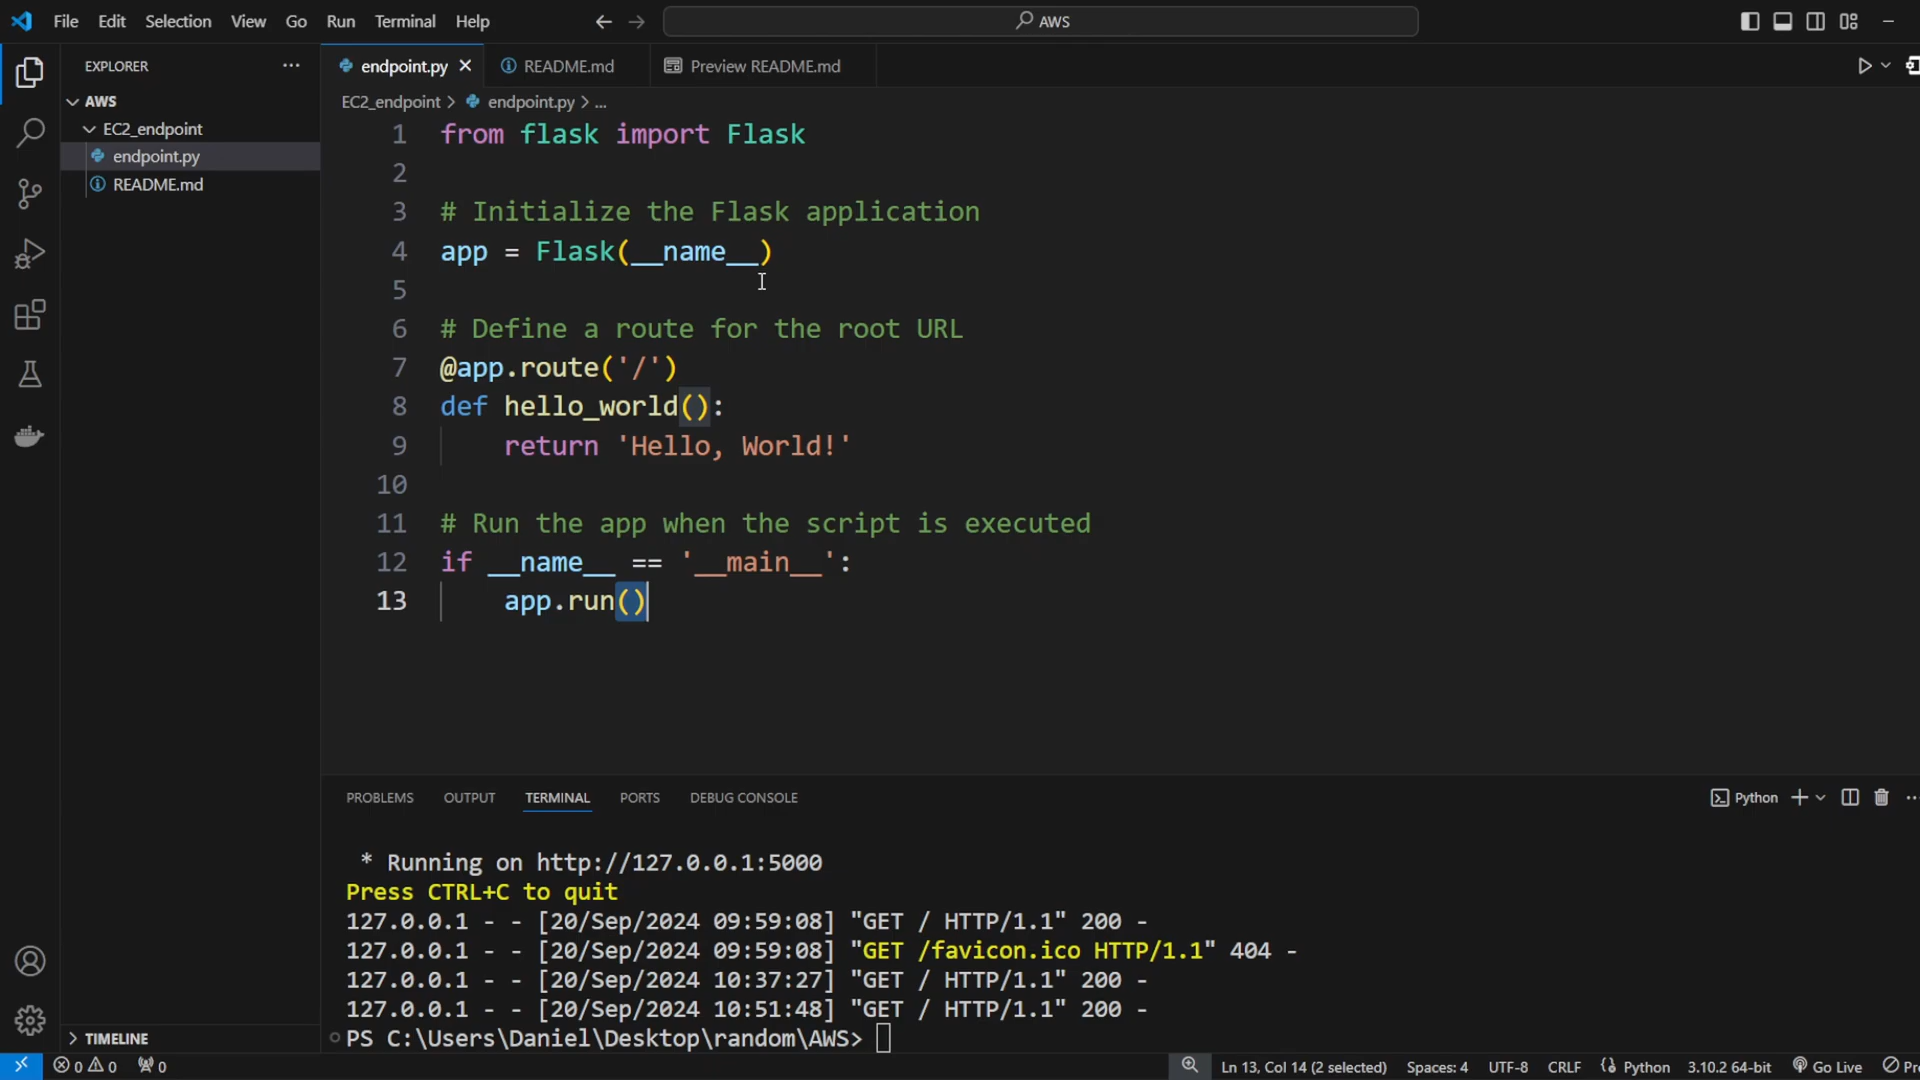 File Edit Selection View Go Run Terminal Help
AWS
EXPLORER
AWS
EC2_endpoint
endpoint.py
README.md
TIMELINE
endpoint.py README.md Preview README.md
EC2_endpoint endpoint.py ...
1 from flask import Flask
2
3 # Initialize the Flask application
4 app = Flask(__name__)
5
6 # Define a route for the root URL
7 @app.route('/')
8 def hello_world():
9 return 'Hello, World!'
10
11 # Run the app when the script is executed
12 if __name__ == '__main__':
13 app.run()
PROBLEMS OUTPUT TERMINAL PORTS DEBUG CONSOLE Python
* Running on http://127.0.0.1:5000
Press CTRL+C to quit
127.0.0.1 - - [20/Sep/2024 09:59:08] "GET / HTTP/1.1" 200 -
127.0.0.1 - - [20/Sep/2024 09:59:08] "GET /favicon.ico HTTP/1.1" 404 -
127.0.0.1 - - [20/Sep/2024 10:37:27] "GET / HTTP/1.1" 200 -
127.0.0.1 - - [20/Sep/2024 10:51:48] "GET / HTTP/1.1" 200 -
PS C:\Users\Daniel\Desktop\random\AWS>
0 0 0 Ln 13, Col 14 (2 selected) Spaces: 4 UTF-8 CRLF Python 3.10.2 64-bit Go Live